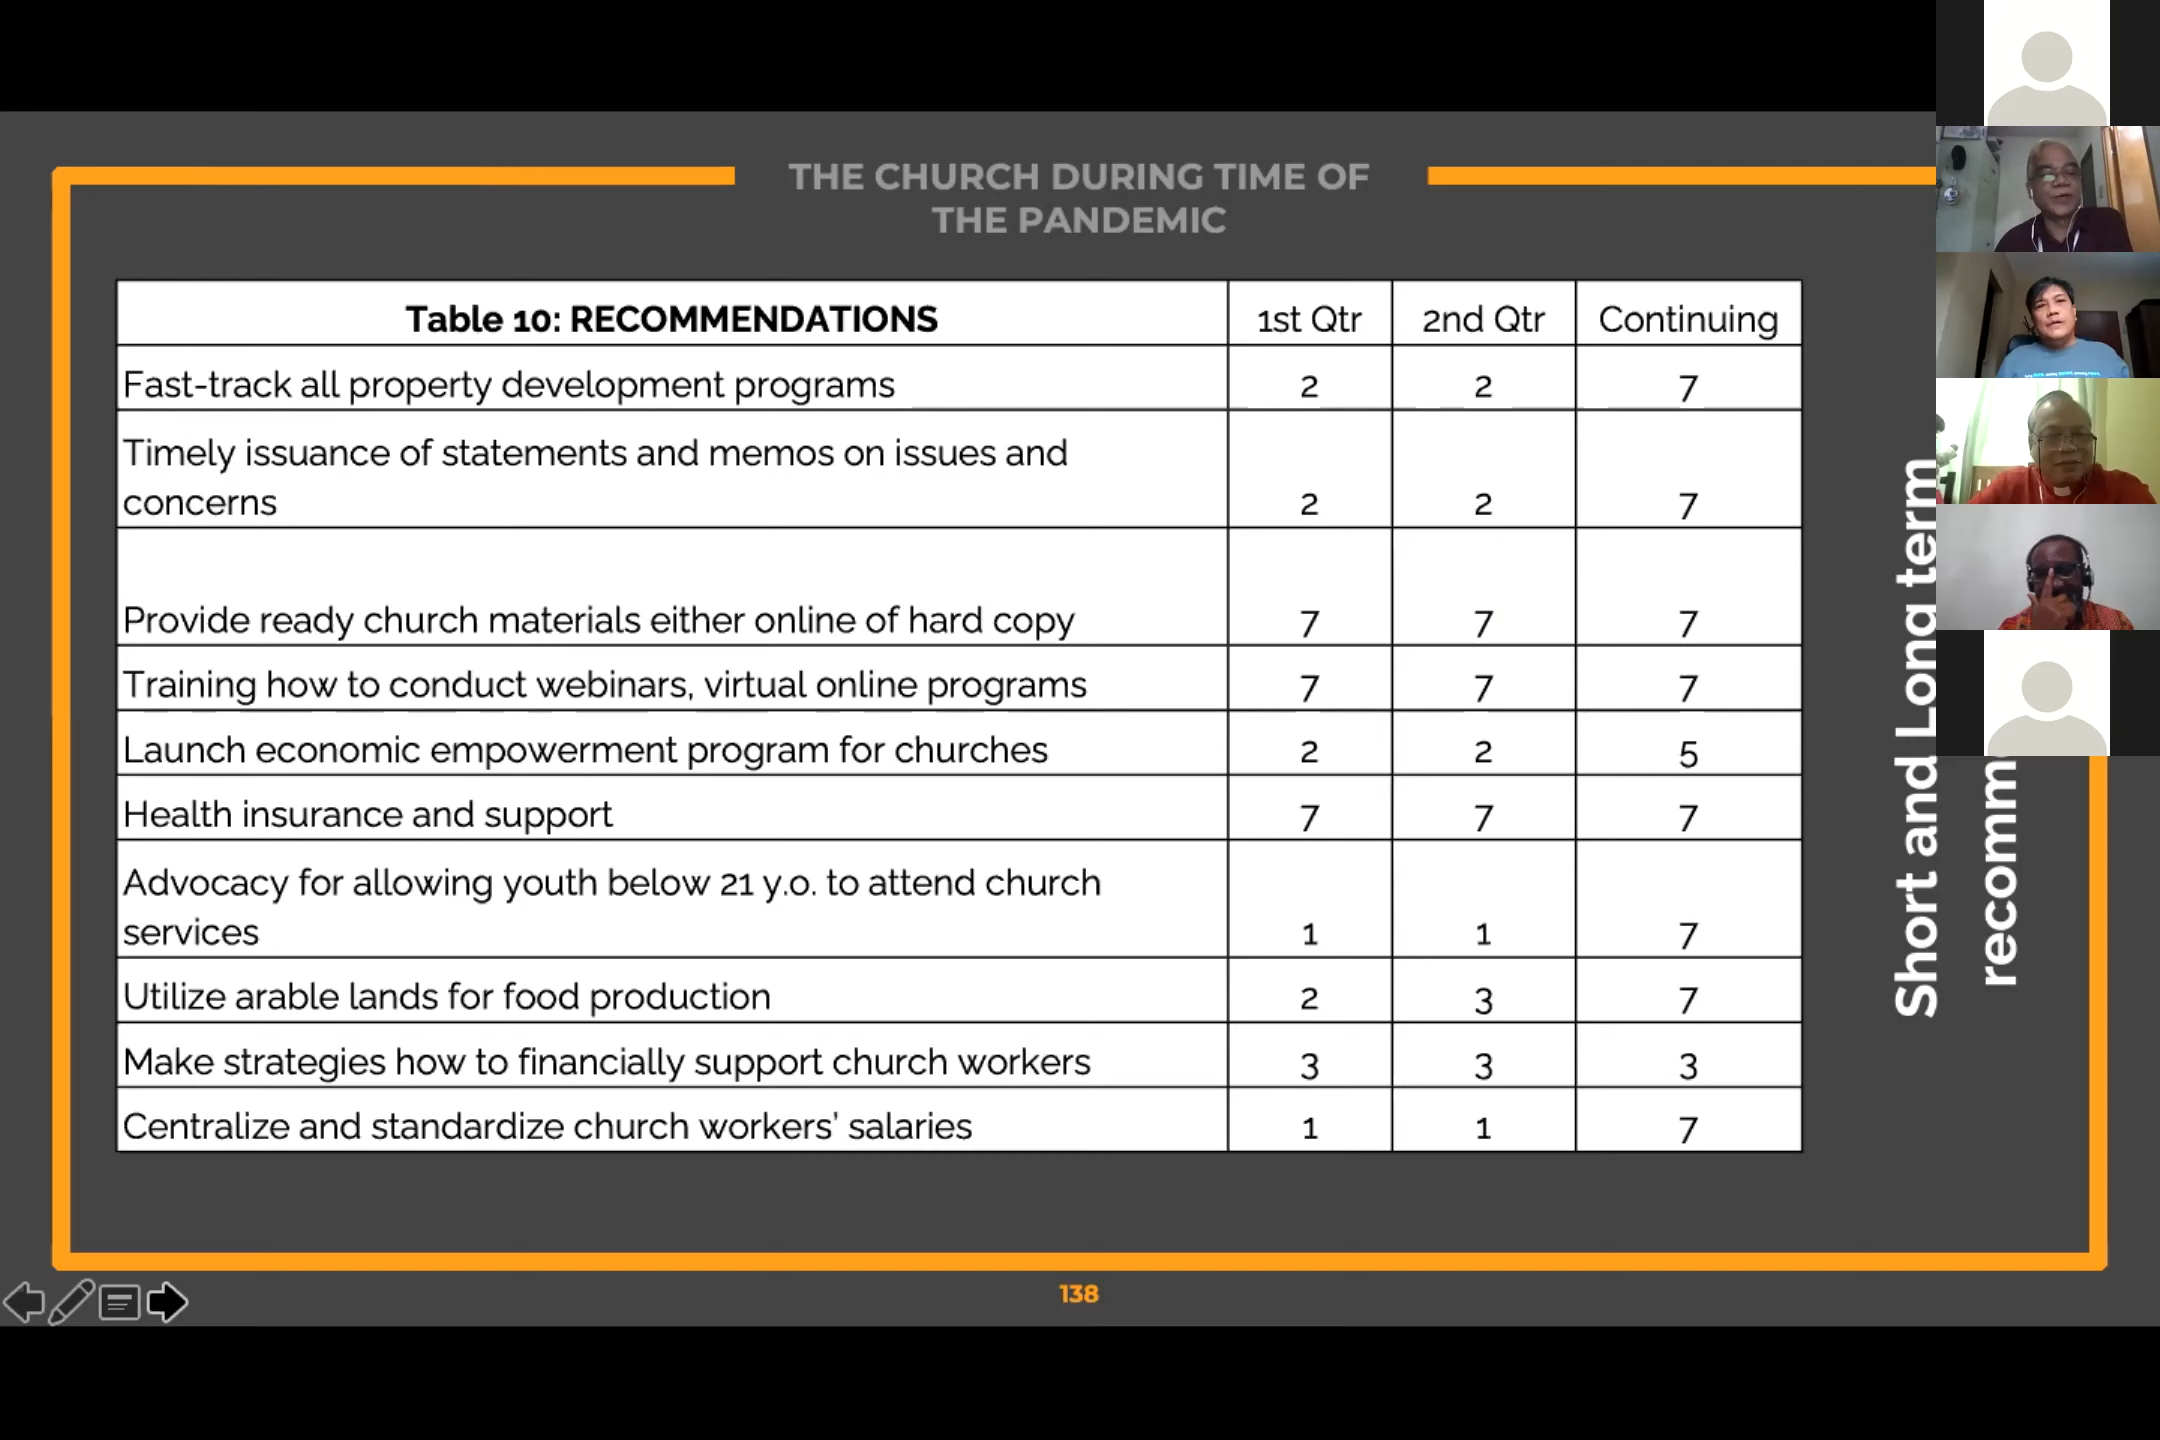 THE CHURCH DURING TIME OF
THE PANDEMIC
Table 10: RECOMMENDATIONS 1st Qtr 2nd Qtr Continuing
Fast-track all property development programs 2 2 7
Timely issuance of statements and memos on issues and
concerns 2 2 7
Provide ready church materials either online of hard copy 7 7 7
Training how to conduct webinars, virtual online programs 7 7 7
Launch economic empowerment program for churches 2 2 5
Health insurance and support 7 7 7
Advocacy for allowing youth below 21 y.o. to attend church
services 1 1 7
Utilize arable lands for food production 2 3 7
Make strategies how to financially support church workers 3 3 3
Centralize and standardize church workers' salaries 1 1 7
Short and Long term
138